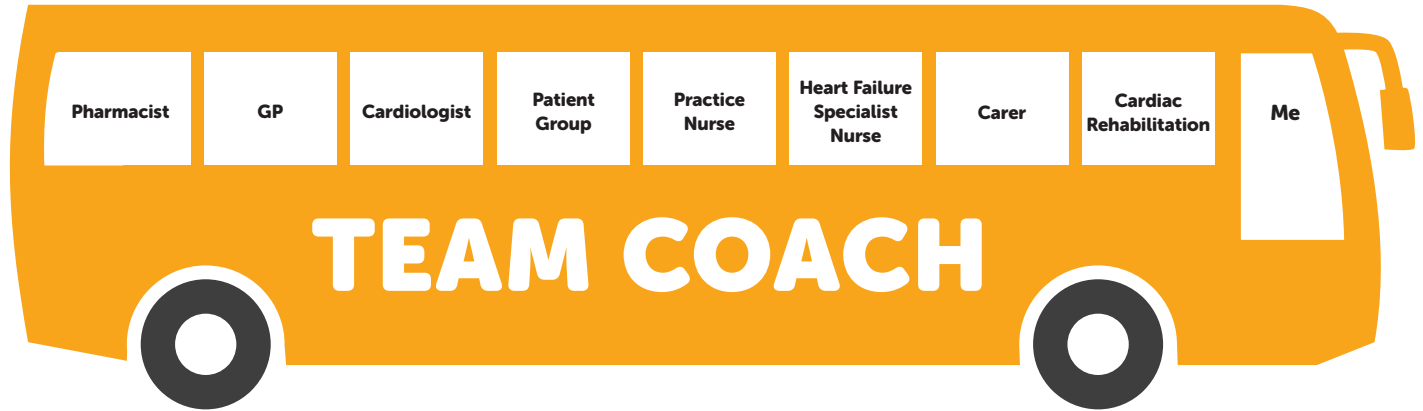 Pharmacist
GP
Cardiologist
Patient
Group
Practice
Nurse
Heart Failure
Specialist
Nurse
Carer
Cardiac
Rehabilitation
Me
TEAM COACH